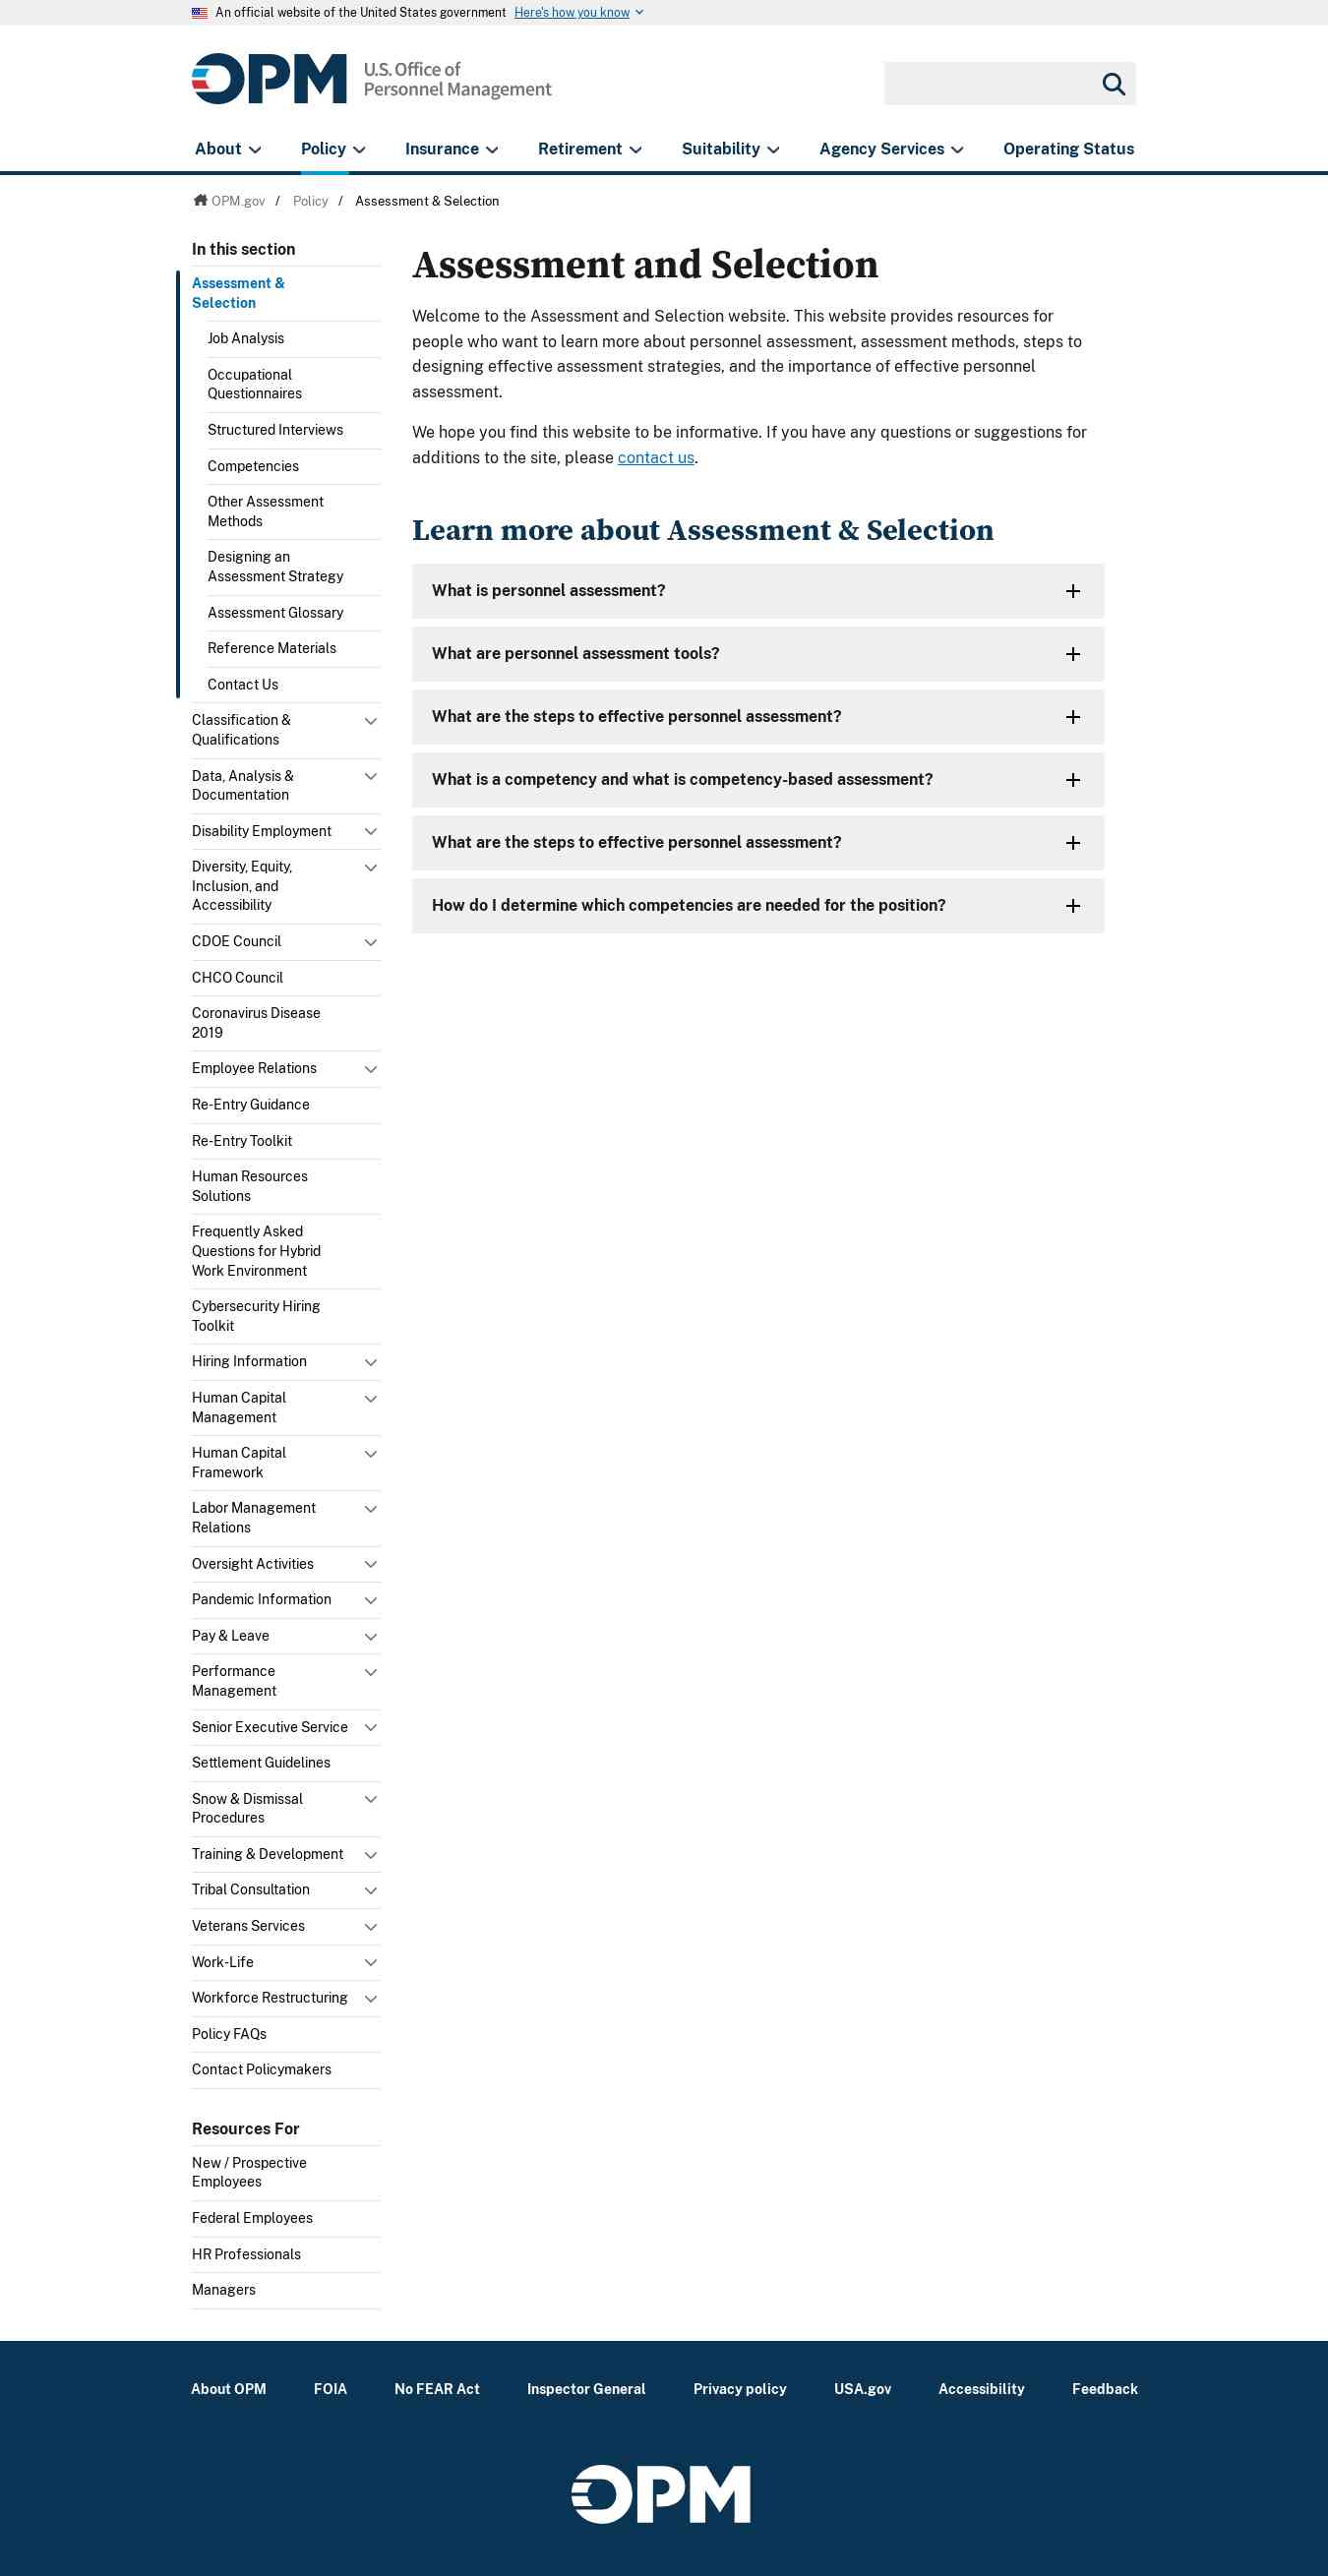 An official website of the United States government Here's how you know
OPM U.S. Office of
Personnel Management
About Policy Insurance Retirement Suitability Agency Services Operating Status
OPM.gov / Policy / Assessment & Selection
In this section
Assessment &
Selection
Job Analysis
Occupational
Questionnaires
Structured Interviews
Competencies
Other Assessment
Methods
Designing an
Assessment Strategy
Assessment Glossary
Reference Materials
Contact Us
Classification &
Qualifications
Data, Analysis &
Documentation
Disability Employment
Diversity, Equity,
Inclusion, and
Accessibility
CDOE Council
CHCO Council
Coronavirus Disease
2019
Employee Relations
Re-Entry Guidance
Re-Entry Toolkit
Human Resources
Solutions
Frequently Asked
Questions for Hybrid
Work Environment
Cybersecurity Hiring
Toolkit
Hiring Information
Human Capital
Management
Human Capital
Framework
Labor Management
Relations
Oversight Activities
Pandemic Information
Pay & Leave
Performance
Management
Senior Executive Service
Settlement Guidelines
Snow & Dismissal
Procedures
Training & Development
Tribal Consultation
Veterans Services
Work-Life
Workforce Restructuring
Policy FAQs
Contact Policymakers
Resources For
New / Prospective
Employees
Federal Employees
HR Professionals
Managers
Assessment and Selection
Welcome to the Assessment and Selection website. This website provides resources for
people who want to learn more about personnel assessment, assessment methods, steps to
designing effective assessment strategies, and the importance of effective personnel
assessment.
We hope you find this website to be informative. If you have any questions or suggestions for
additions to the site, please contact us.
Learn more about Assessment & Selection
What is personnel assessment?
What are personnel assessment tools?
What are the steps to effective personnel assessment?
What is a competency and what is competency-based assessment?
What are the steps to effective personnel assessment?
How do I determine which competencies are needed for the position?
About OPM FOIA No FEAR Act Inspector General Privacy policy USA.gov Accessibility Feedback
OPM